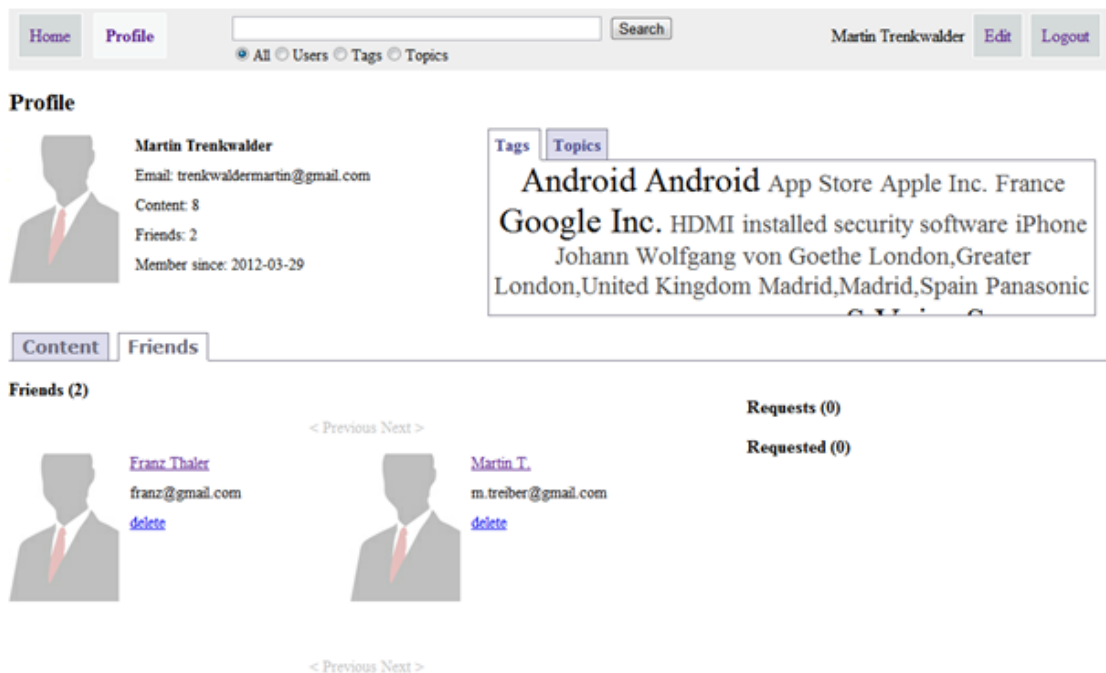 Home Profile Search Martin Trenkwalder Edit Logout
All Users Tags Topics
Profile
Martin Trenkwalder
Email: trenkwaldermartin@gmail.com
Content: 8
Friends: 2
Member since: 2012-03-29
Tags Topics
Android Android App Store Apple Inc. France
Google Inc. HDMI installed security software iPhone
Johann Wolfgang von Goethe London,Greater
London,United Kingdom Madrid,Madrid,Spain Panasonic
Content Friends
Friends (2)
< Previous Next >
Franz Thaler
franz@gmail.com
delete
Martin T.
m.treiber@gmail.com
delete
< Previous Next >
Requests (0)
Requested (0)